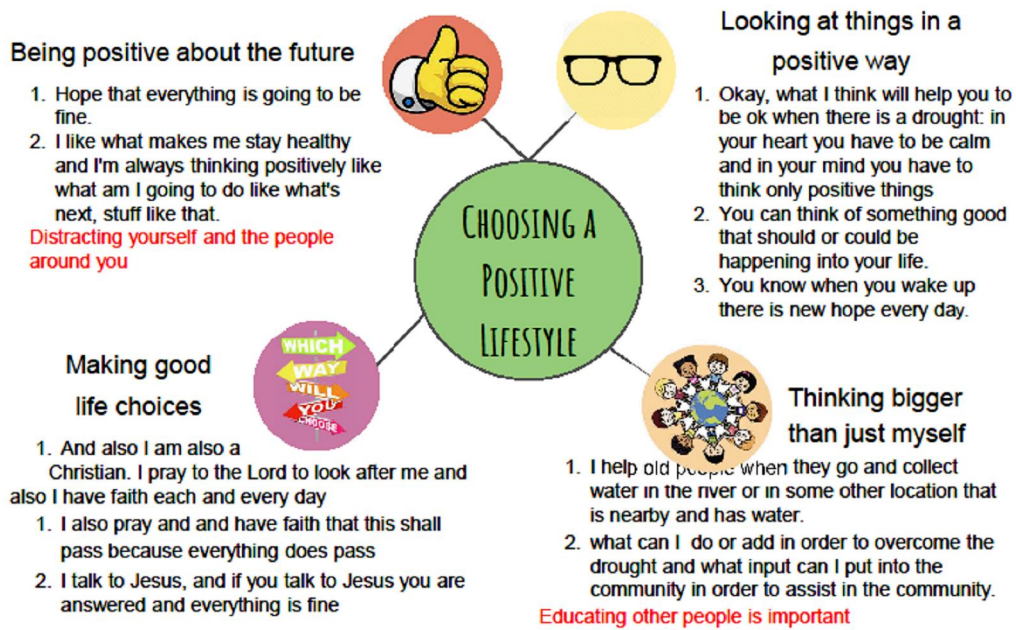 Being positive about the future
1. Hope that everything is going to be
fine.
2. I like what makes me stay healthy
and I'm always thinking positively like
what am I going to do like what's
next, stuff like that.
Distracting yourself and the people
around you
Looking at things in a
positive way
1. Okay, what I think will help you to
be ok when there is a drought: in
your heart you have to be calm
and in your mind you have to
think only positive things
2. You can think of something good
that should or could be
happening into your life.
3. You know when you wake up
there is new hope every day.
CHOOSING A
POSITIVE
LIFESTYLE
Making good
life choices
WHICH
WAY
WILL
YOU
CHOOSE
1. And also I am also a
Christian. I pray to the Lord to look after me and
also I have faith each and every day
1. I also pray and and have faith that this shall
pass because everything does pass
2. I talk to Jesus, and if you talk to Jesus you are
answered and everything is fine
Thinking bigger
than just myself
1. I help old people when they go and collect
water in the river or in some other location that
is nearby and has water.
2. what can I do or add in order to overcome the
drought and what input can I put into the
community in order to assist in the community.
Educating other people is important